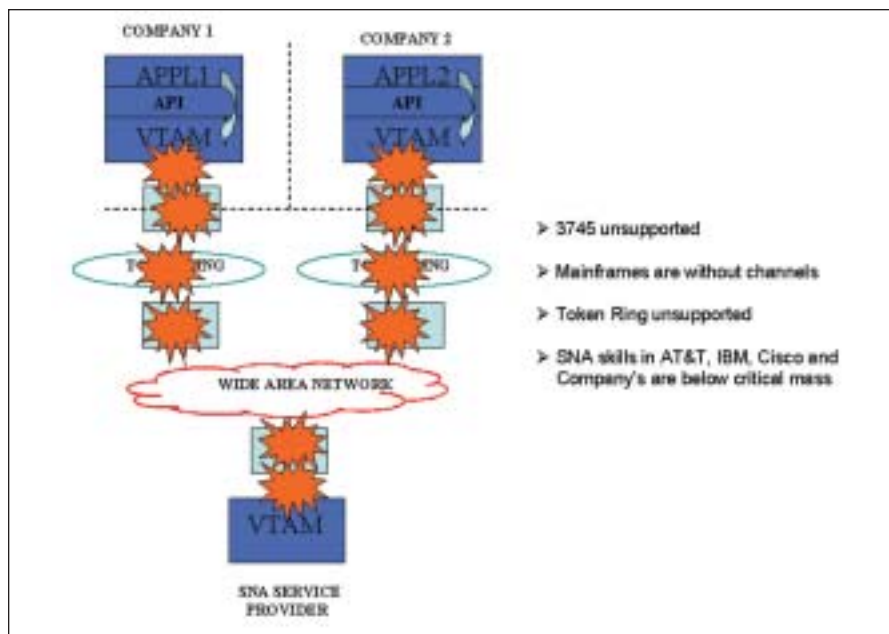 COMPANY 1
COMPANY 2
APPL1
API
VTAM
APPL2
API
VTAM
➢ 3745 unsupported
➢ Mainframes are without channels
➢ Token Ring unsupported
➢ SNA skills in AT&T, IBM, Cisco and
Company's are below critical mass
WIDE AREA NETWORK
VTAM
SNA SERVICE
PROVIDER